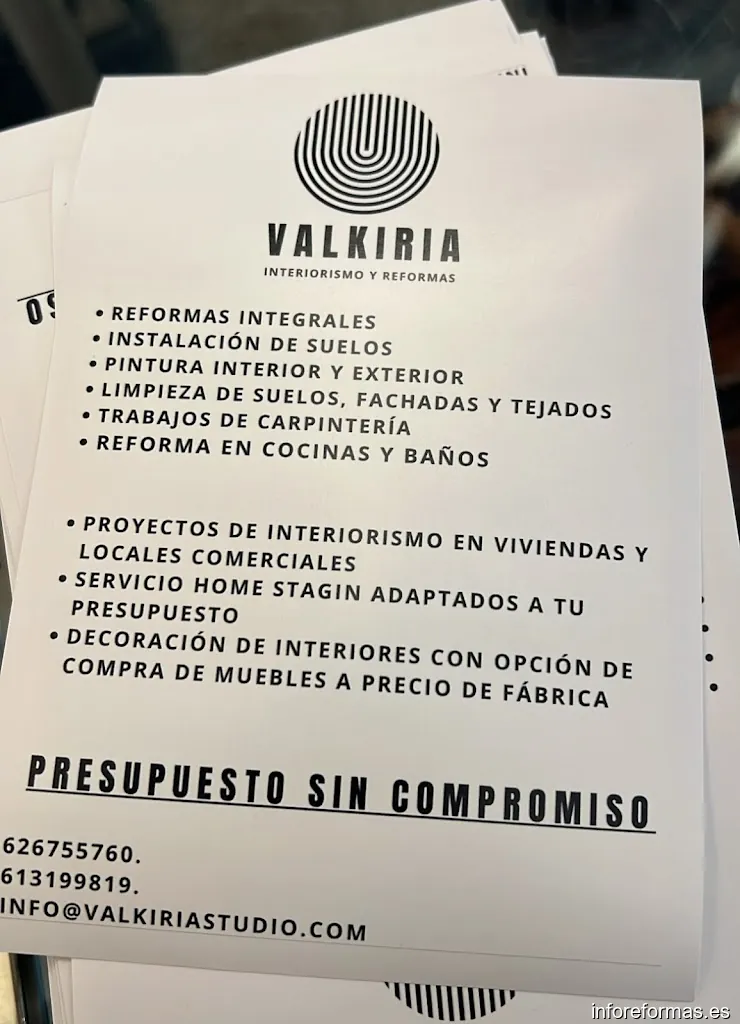 VALKIRIA
INTERIORISMO Y REFORMAS
• REFORMAS INTEGRALES
• INSTALACIÓN DE SUELOS
• PINTURA INTERIOR Y EXTERIOR
• LIMPIEZA DE SUELOS, FACHADAS Y TEJADOS
• TRABAJOS DE CARPINTERÍA
• REFORMA EN COCINAS Y BAÑOS
• PROYECTOS DE INTERIORISMO EN VIVIENDAS Y
LOCALES COMERCIALES
• SERVICIO HOME STAGIN ADAPTADOS A TU
PRESUPUESTO
• DECORACIÓN DE INTERIORES CON OPCIÓN DE
COMPRA DE MUEBLES A PRECIO DE FÁBRICA
PRESUPUESTO SIN COMPROMISO
626755760.
613199819.
INFO@VALKIRIASTUDIO.COM
inforeformas.es